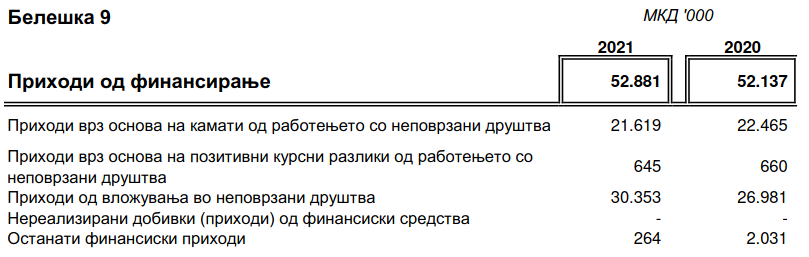 Белешка 9 МКД '000
2021 2020
Приходи од финансирање 52.881 52.137
Приходи врз основа на камати од работењето со неповрзани друштва 21.619 22.465
Приходи врз основа на позитивни курсни разлики од работењето со
неповрзани друштва 645 660
Приходи од вложувања во неповрзани друштва 30.353 26.981
Нереализирани добивки (приходи) од финансиски средства - -
Останати финансиски приходи 264 2.031